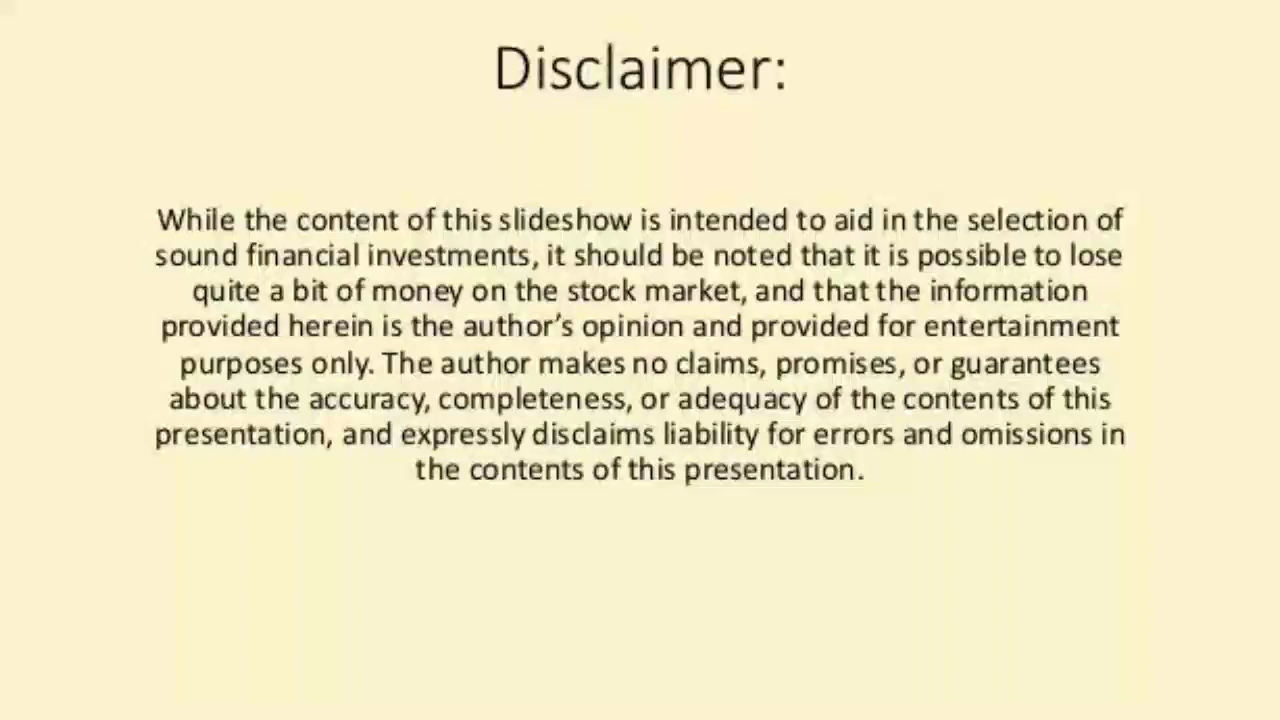 Disclaimer:
While the content of this slideshow is intended to aid in the selection of
sound financial investments, it should be noted that it is possible to lose
quite a bit of money on the stock market, and that the information
provided herein is the author’s opinion and provided for entertainment
purposes only. The author makes no claims, promises, or guarantees
about the accuracy, completeness, or adequacy of the contents of this
presentation, and expressly disclaims liability for errors and omissions in
the contents of this presentation.